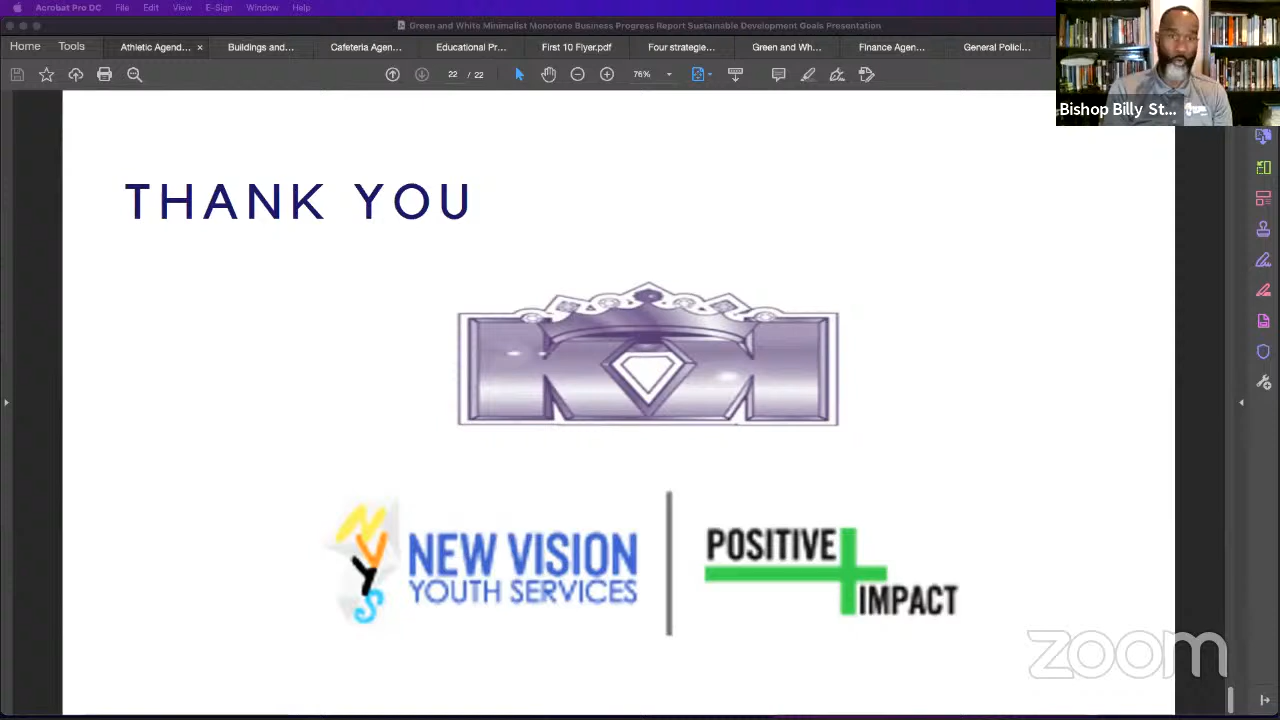 Acrobat Pro DC File Edit View E-Sign Window Help
Green and White Minimalist Monotone Business Progress Report Sustainable Development Goals Presentation
Home Tools Athletic Agend... × Buildings and... Cafeteria Agen... Educational Pr... First 10 Flyer.pdf Four strategie... Green and Wh... Finance Agen... General Polici...
22 / 22 76%
Bishop Billy St...
THANK YOU
NVYS
NEW VISION
YOUTH SERVICES
POSITIVE
IMPACT
zoom